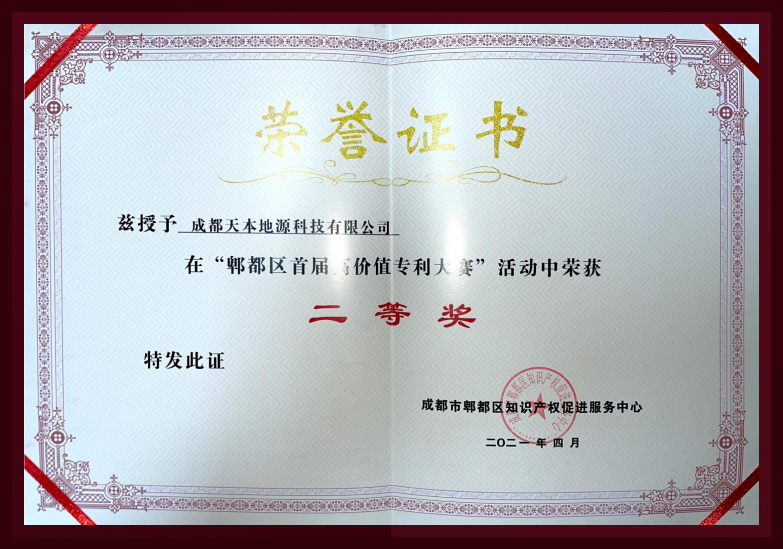 荣誉证书
兹授予 成都天本地源科技有限公司
在“郫都区首届高价值专利大赛”活动中荣获
二等奖
特发此证
成都市郫都区知识产权促进服务中心
二〇二一年四月